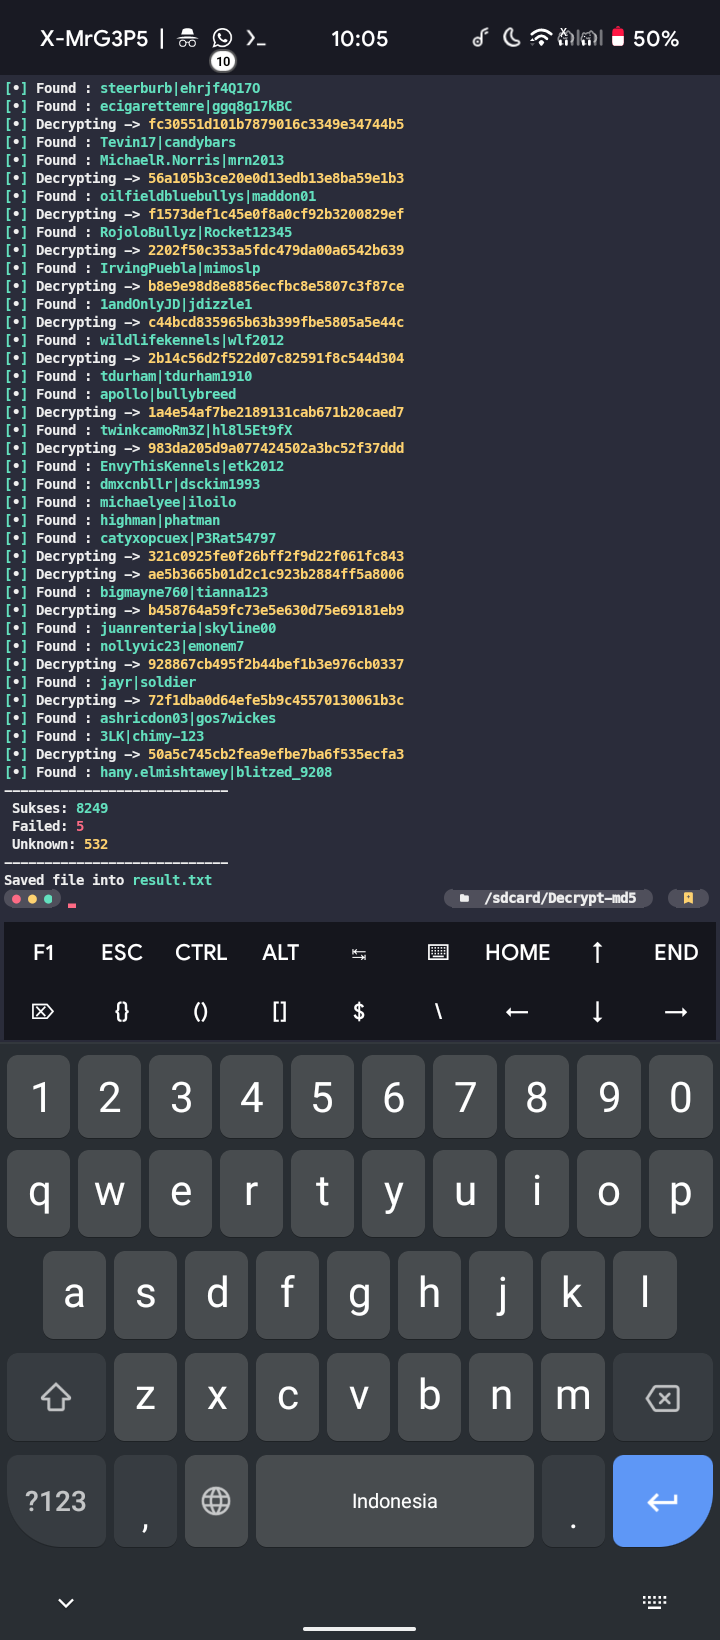 X-MrG3P5 | 10:05 50%
10
[•] Found : steerburb|ehrjf4Q17O
[•] Found : ecigarettemre|ggq8g17kBC
[•] Decrypting -> fc30551d101b7879016c3349e34744b5
[•] Found : Tevin17|candybars
[•] Found : MichaelR.Norris|mrn2013
[•] Decrypting -> 56a105b3ce20e0d13edb13e8ba59e1b3
[•] Found : oilfieldbluebullys|maddon01
[•] Decrypting -> f1573def1c45e0f8a0cf92b3200829ef
[•] Found : RojoloBullyz|Rocket12345
[•] Decrypting -> 2202f50c353a5fdc479da00a6542b639
[•] Found : IrvingPuebla|mimoslp
[•] Decrypting -> b8e9e98d8e8856ecfbc8e5807c3f87ce
[•] Found : 1andOnlyJD|jdizzle1
[•] Decrypting -> c44bcd835965b63b399fbe5805a5e44c
[•] Found : wildlifekennels|wlf2012
[•] Decrypting -> 2b14c56d2f522d07c82591f8c544d304
[•] Found : tdurham|tdurham1910
[•] Found : apollo|bullybreed
[•] Decrypting -> 1a4e54af7be2189131cab671b20caed7
[•] Found : twinkcamoRm3Z|hl8l5Et9fX
[•] Decrypting -> 983da205d9a077424502a3bc52f37ddd
[•] Found : EnvyThisKennels|etk2012
[•] Found : dmxcnbllr|dsckim1993
[•] Found : michaelyee|iloilo
[•] Found : highman|phatman
[•] Found : catyxopcuex|P3Rat54797
[•] Decrypting -> 321c0925fe0f26bff2f9d22f061fc843
[•] Decrypting -> ae5b3665b01d2c1c923b2884ff5a8006
[•] Found : bigmayne760|tianna123
[•] Decrypting -> b458764a59fc73e5e630d75e69181eb9
[•] Found : juanrenteria|skyline00
[•] Found : nollyvic23|emonem7
[•] Decrypting -> 928867cb495f2b44bef1b3e976cb0337
[•] Found : jayr|soldier
[•] Decrypting -> 72f1dba0d64efe5b9c45570130061b3c
[•] Found : ashricdon03|gos7wickes
[•] Found : 3LK|chimy-123
[•] Decrypting -> 50a5c745cb2fea9efbe7ba6f535ecfa3
[•] Found : hany.elmishtawey|blitzed_9208
----------------------------
Sukses: 8249
Failed: 5
Unknown: 532
----------------------------
Saved file into result.txt
/sdcard/Decrypt-md5
F1 ESC CTRL ALT HOME ↑ END
{} () [] $ \ ← ↓ →
1 2 3 4 5 6 7 8 9 0
q w e r t y u i o p
a s d f g h j k l
z x c v b n m
?123 , Indonesia .